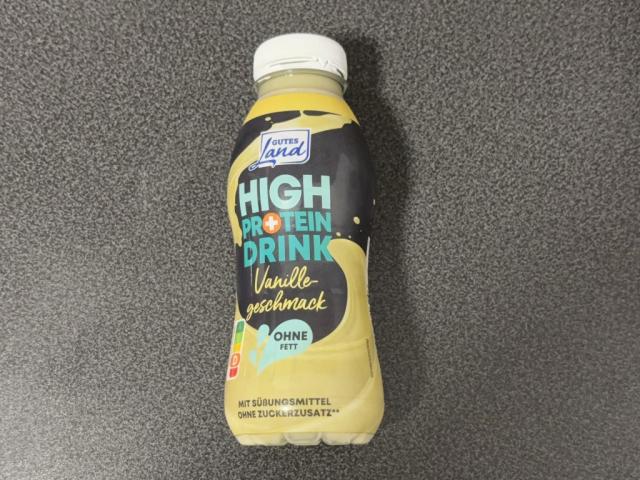 GUTES
Land
HIGH
PROTEIN
DRINK
Vanille-
geschmack
OHNE
FETT
D
MIT SÜßUNGSMITTEL
OHNE ZUCKERZUSATZ**